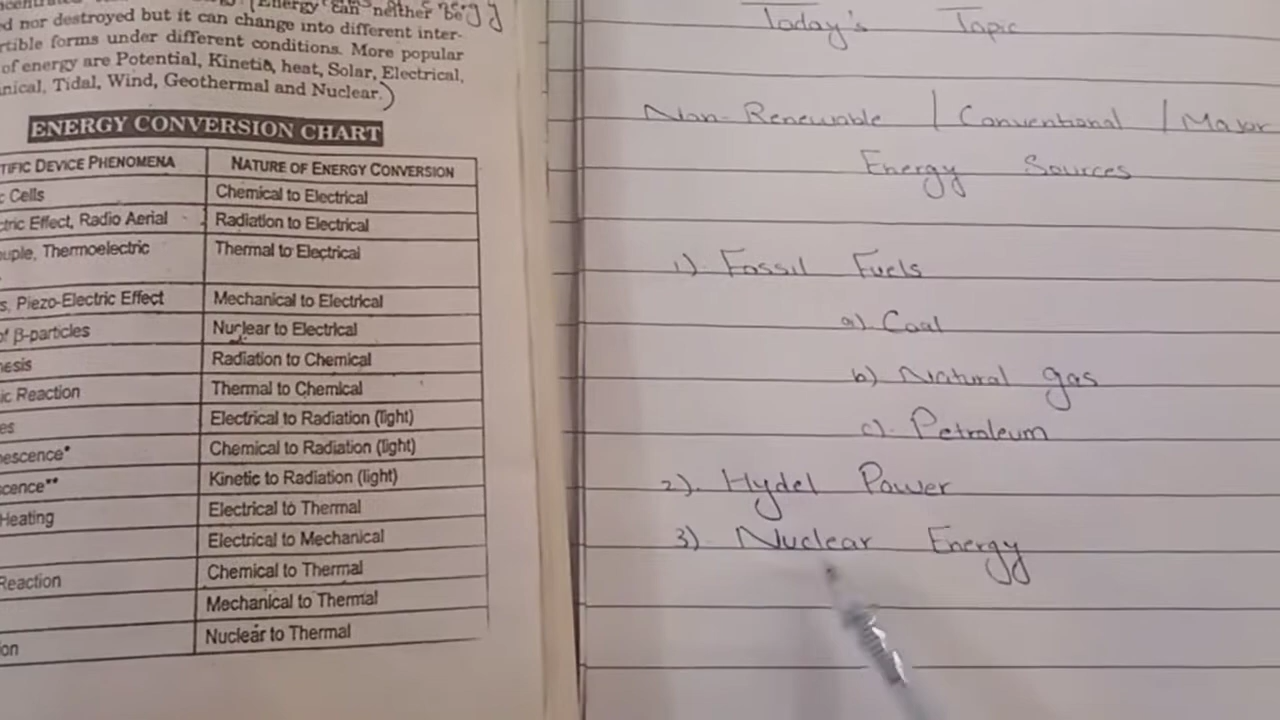 Energy can neither be
ed nor destroyed but it can change into different inter-
rtible forms under different conditions. More popular
of energy are Potential, Kinetic, heat, Solar, Electrical,
nical, Tidal, Wind, Geothermal and Nuclear.)
ENERGY CONVERSION CHART
TIFIC DEVICE PHENOMENA NATURE OF ENERGY CONVERSION
c Cells Chemical to Electrical
ctric Effect, Radio Aerial Radiation to Electrical
ouple, Thermoelectric Thermal to Electrical
s, Piezo-Electric Effect Mechanical to Electrical
of β-particles Nuclear to Electrical
nesis Radiation to Chemical
ic Reaction Thermal to Chemical
es Electrical to Radiation (light)
nescence* Chemical to Radiation (light)
scence** Kinetic to Radiation (light)
Heating Electrical to Thermal
Electrical to Mechanical
Reaction Chemical to Thermal
Mechanical to Thermal
on Nuclear to Thermal
Today's Topic
Non-Renewable / Conventional / Major
Energy Sources
1). Fossil Fuels
a). Coal
b) Natural gas
c). Petroleum
2). Hydel Power
3). Nuclear Energy